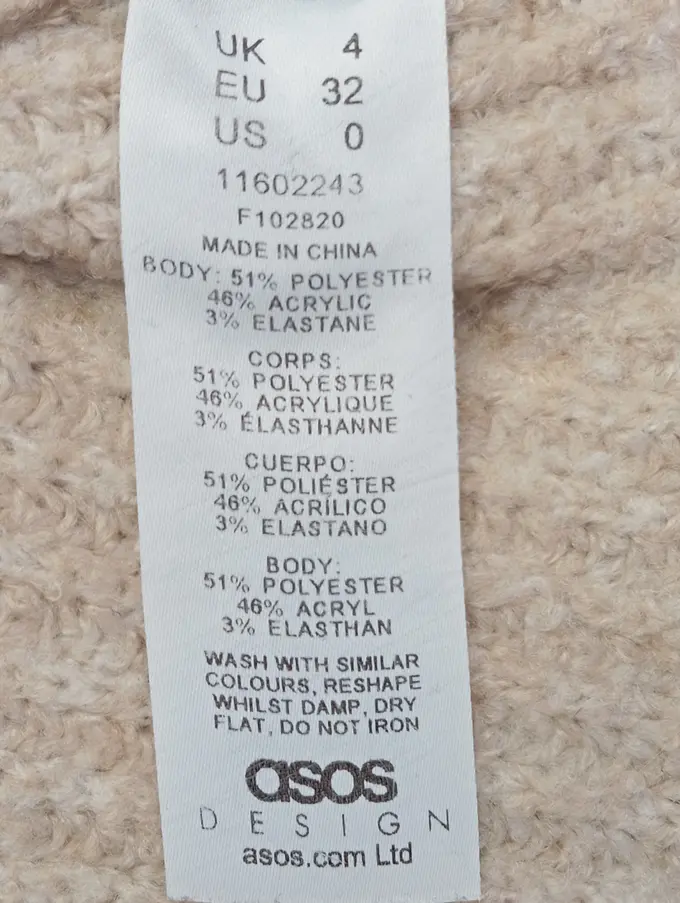 UK 4
EU 32
US 0
11602243
F102820
MADE IN CHINA
BODY: 51% POLYESTER
46% ACRYLIC
3% ELASTANE
CORPS:
51% POLYESTER
46% ACRYLIQUE
3% ÉLASTHANNE
CUERPO:
51% POLIÉSTER
46% ACRÍLICO
3% ELASTANO
BODY:
51% POLYESTER
46% ACRYL
3% ELASTHAN
WASH WITH SIMILAR
COLOURS, RESHAPE
WHILST DAMP, DRY
FLAT, DO NOT IRON
asos
DESIGN
asos.com Ltd